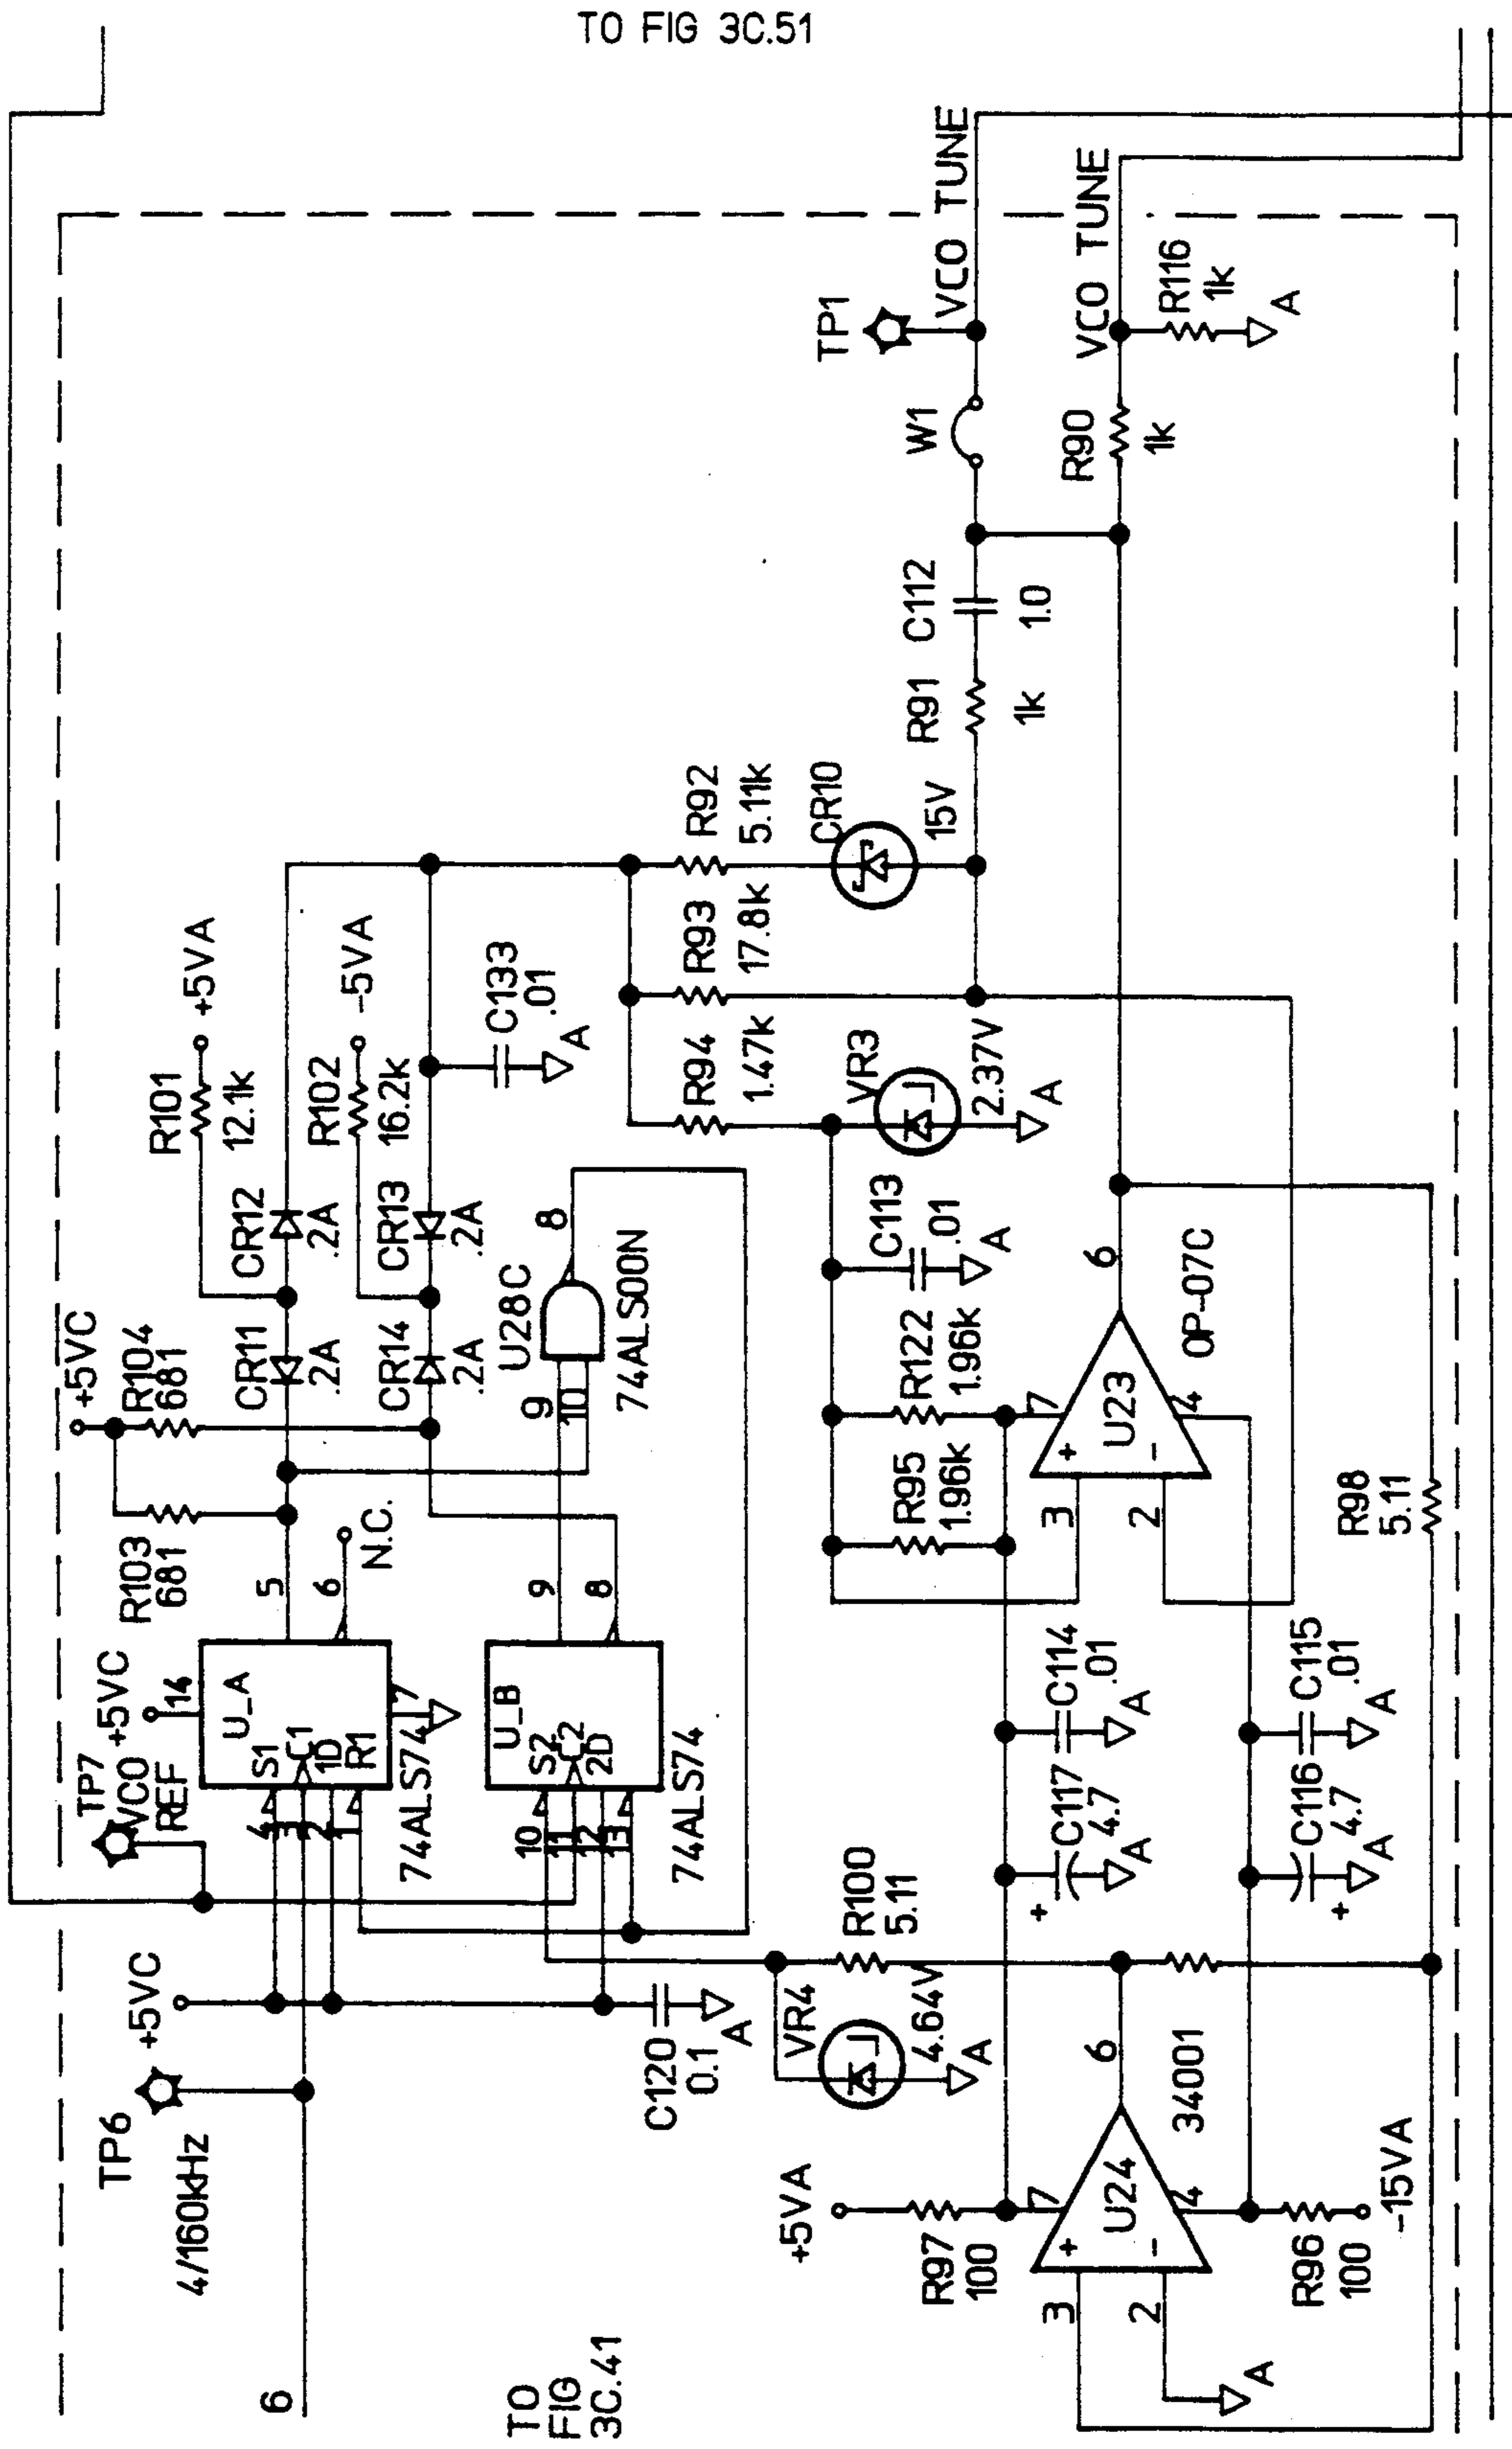 TO FIG 3C.51
VCO TUNE
VCO TUNE
TP1
W1
R90
1k
R116
1k
A
C112
1.0
R91
1k
R92
5.11k
CR10
15V
R93
17.8k
R94
1.47k
VR3
2.37V
A
R101
12.1k
+5VA
R102
16.2k
-5VA
C133
.01
A
+5VC
R104
681
R103
681
CR11
.2A
CR12
.2A
CR14
.2A
CR13
.2A
U28C
9
10
8
74ALS00N
TP7
VCO
REF
+5VC
14
U_A
S1
C1
1D
R1
4
3
2
1
5
6
N.C.
7
74ALS74
U_B
S2
C2
2D
10
11
12
13
9
8
74ALS74
TP6
+5VC
4/160kHz
6
C120
0.1
A
TO
FIG
3C.41
VR4
4.64V
A
R100
5.11
C113
.01
A
R122
1.96k
R95
1.96k
3
2
+
-
U23
7
4
6
OP-07C
R98
5.11
C114
.01
A
C117
4.7
+
A
C115
.01
A
C116
4.7
+
A
+5VA
R97
100
3
2
+
-
U24
7
4
6
34001
R96
100
-15VA
A